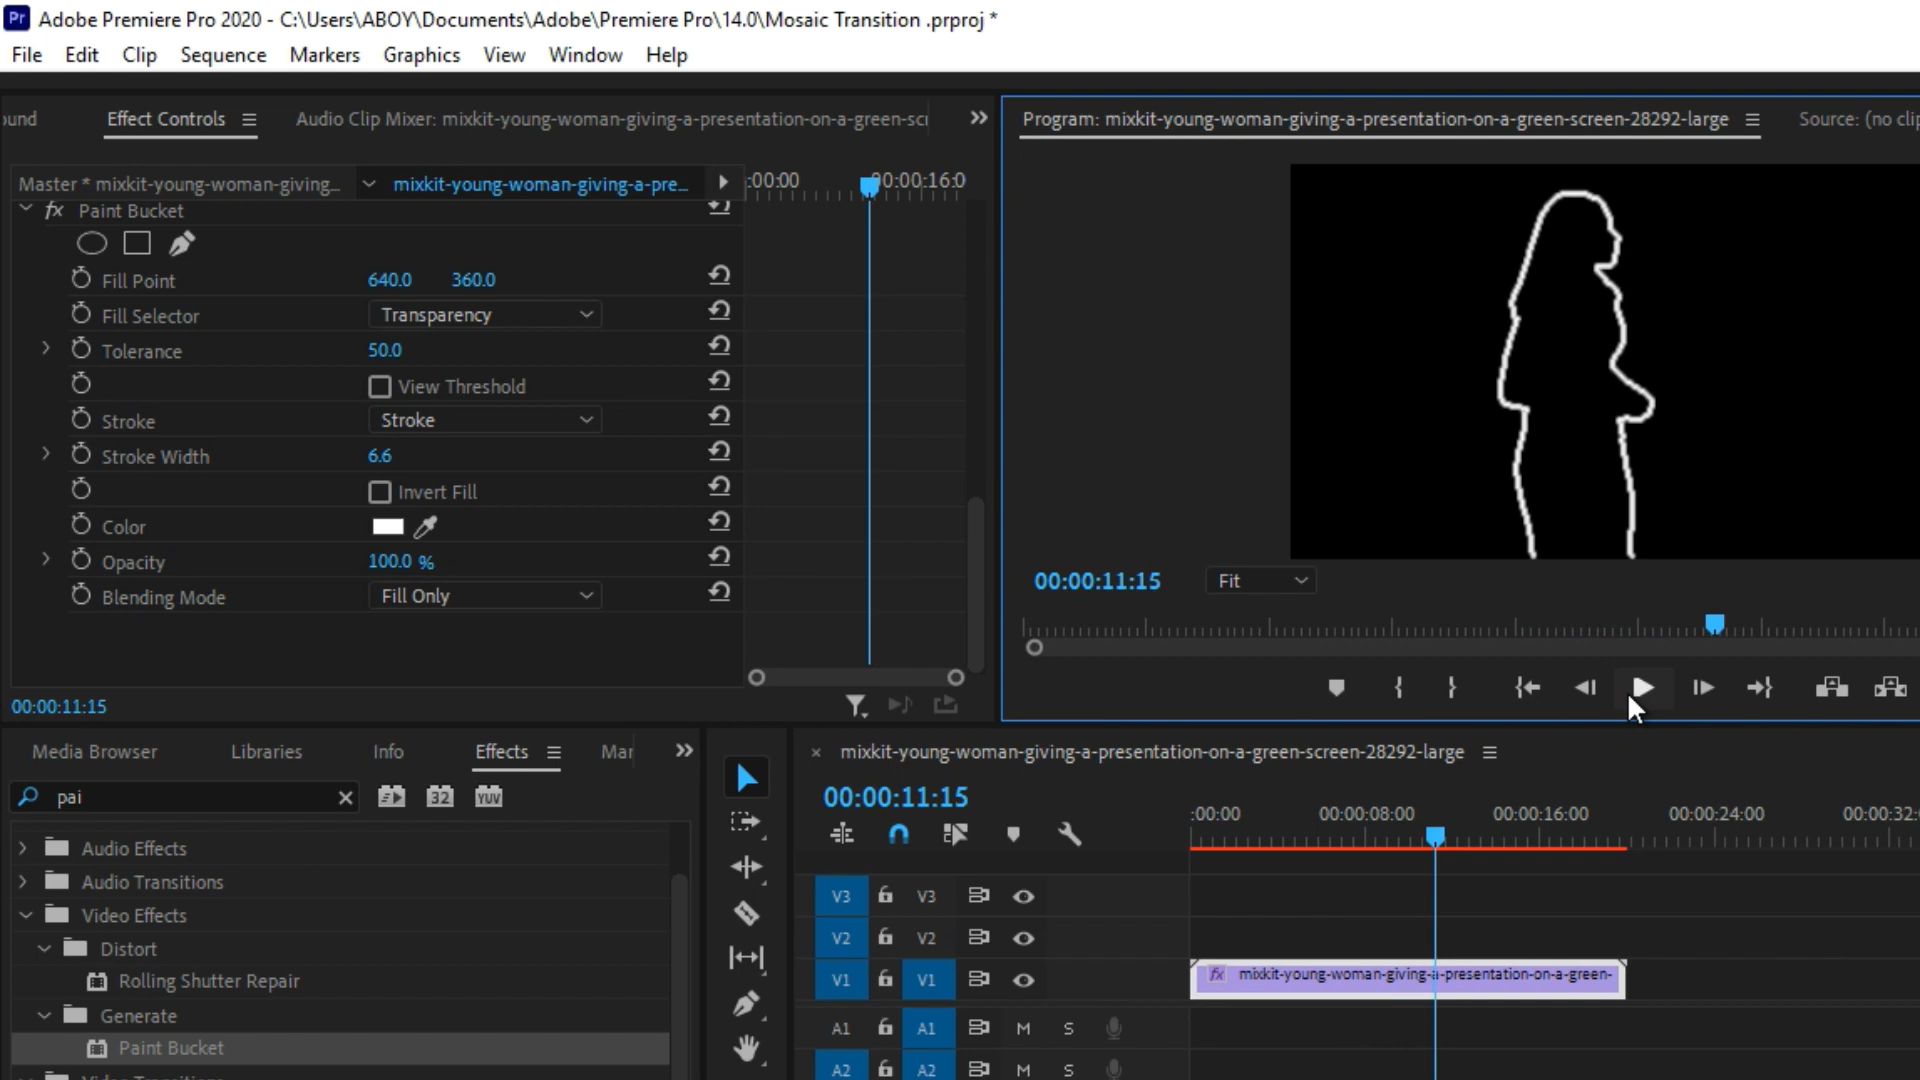 Pr Adobe Premiere Pro 2020 - C:\Users\ABOY\Documents\Adobe\Premiere Pro\14.0\Mosaic Transition .prproj *
File Edit Clip Sequence Markers Graphics View Window Help
ound Effect Controls Audio Clip Mixer: mixkit-young-woman-giving-a-presentation-on-a-green-scr
Program: mixkit-young-woman-giving-a-presentation-on-a-green-screen-28292-large Source: (no clip
Master * mixkit-young-woman-giving... mixkit-young-woman-giving-a-pre... :00:00 00:00:16:0
fx Paint Bucket
Fill Point 640.0 360.0
Fill Selector Transparency
Tolerance 50.0
View Threshold
Stroke Stroke
Stroke Width 6.6
Invert Fill
Color
Opacity 100.0 %
Blending Mode Fill Only
00:00:11:15
00:00:11:15 Fit
Media Browser Libraries Info Effects Mar
pai 32 YUV
Audio Effects
Audio Transitions
Video Effects
Distort
Rolling Shutter Repair
Generate
Paint Bucket
× mixkit-young-woman-giving-a-presentation-on-a-green-screen-28292-large
00:00:11:15
:00:00 00:00:08:00 00:00:16:00 00:00:24:00 00:00:32:0
V3 V3
V2 V2
V1 V1 fx mixkit-young-woman-giving-a-presentation-on-a-green-
A1 A1 M S
A2 A2 M S